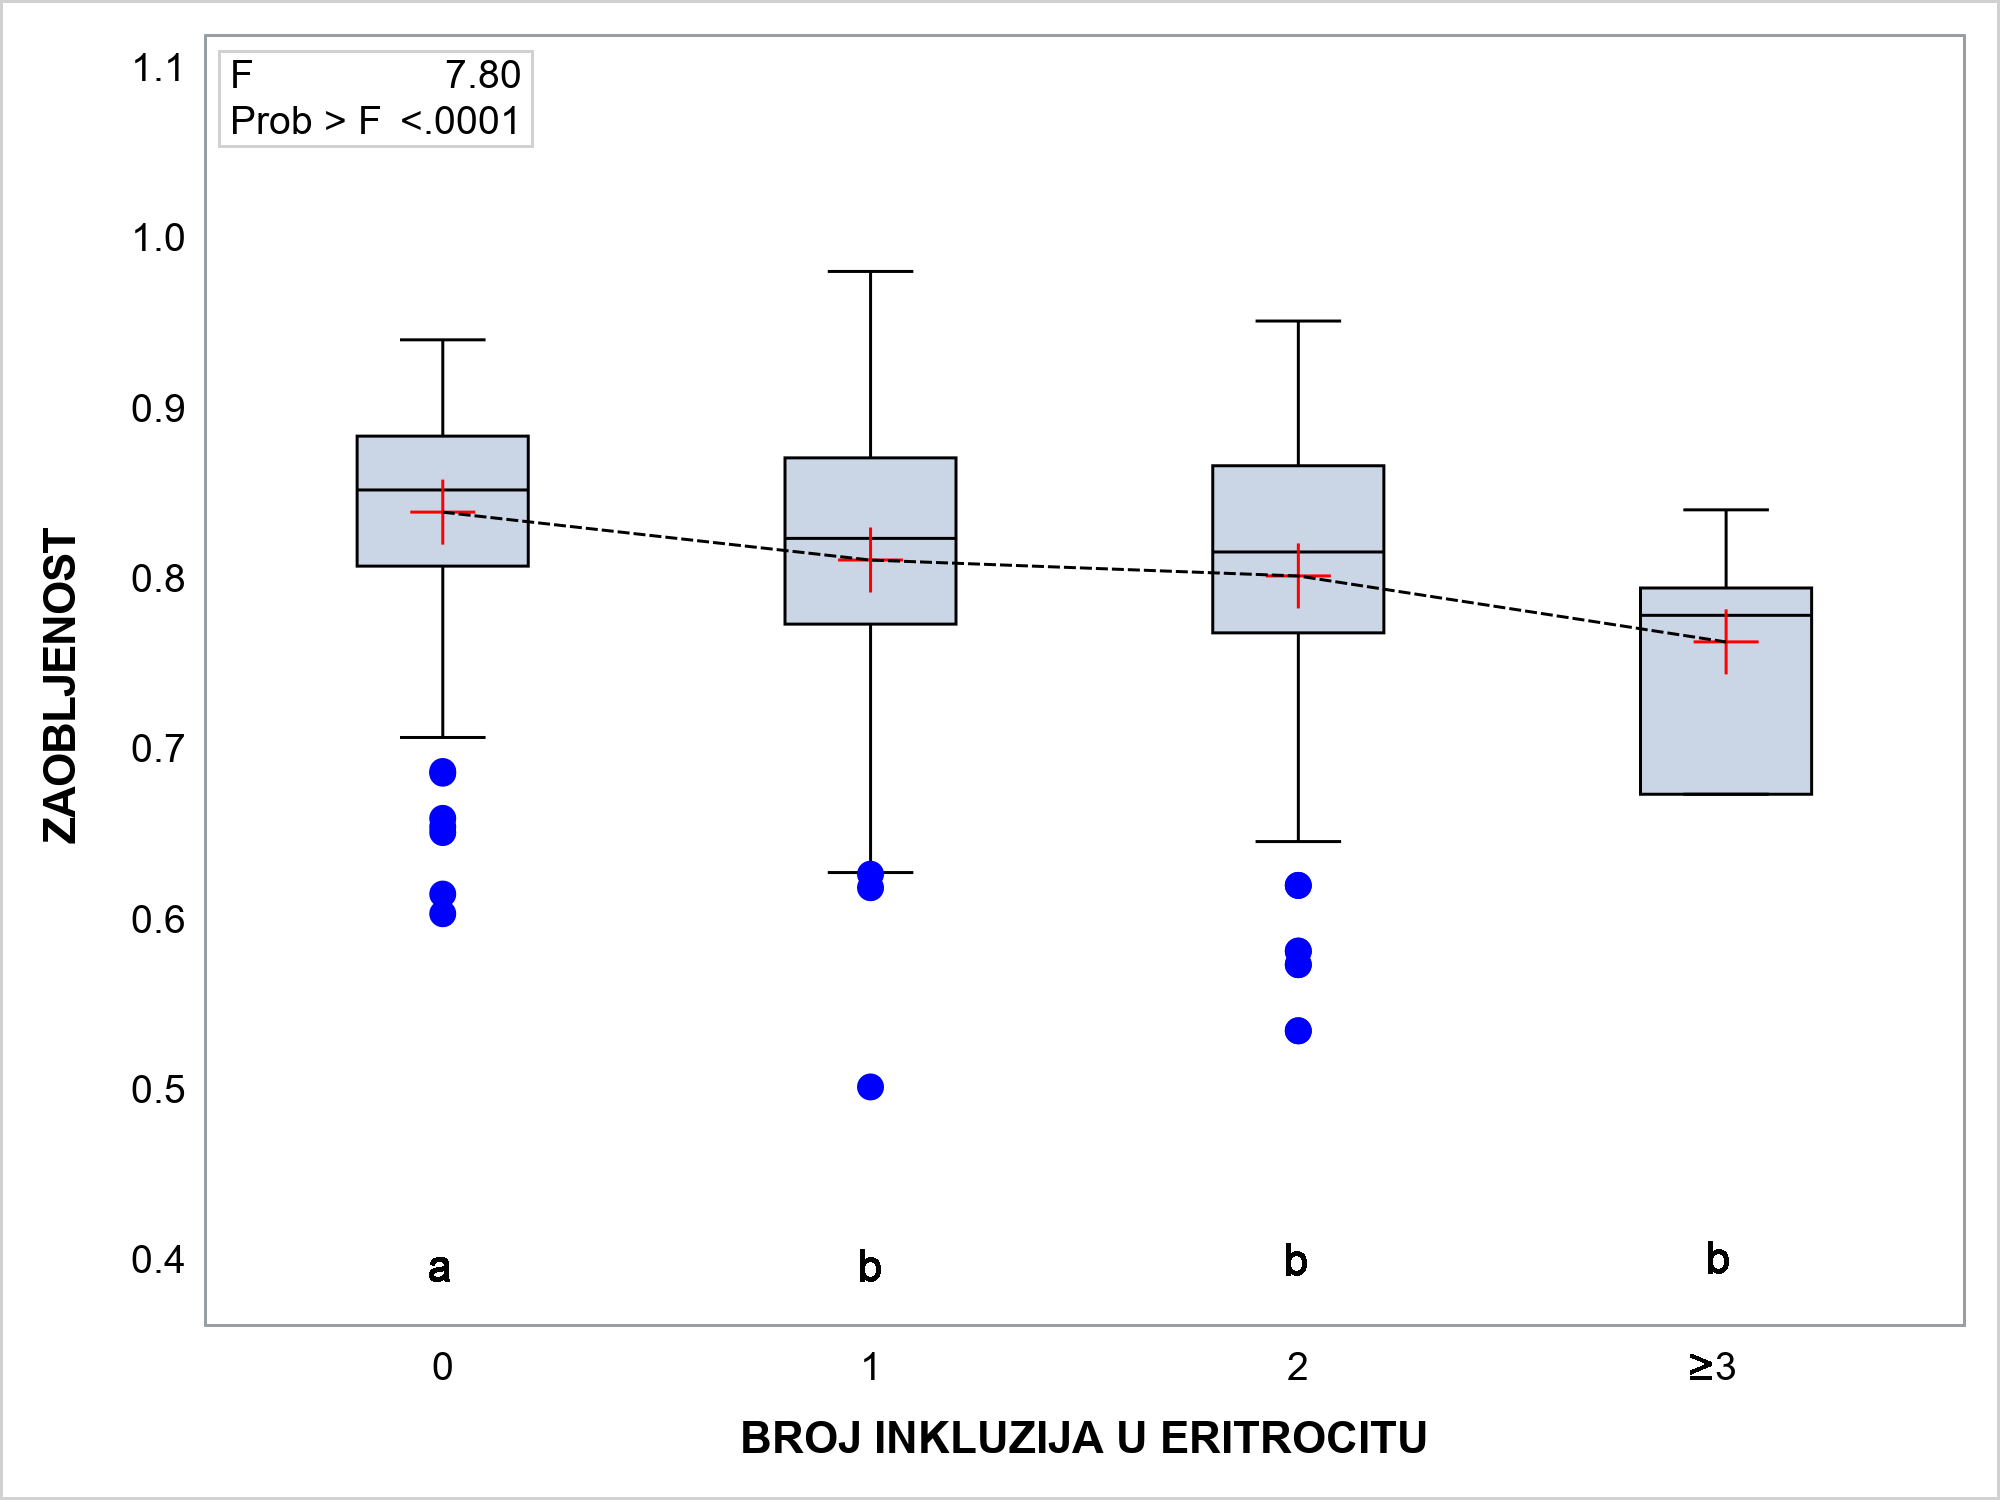 F 7.80
Prob > F <.0001
1.1
1.0
0.9
0.8
0.7
0.6
0.5
0.4
ZAOBLJENOST
a b b b
0 1 2 ≥3
BROJ INKLUZIJA U ERITROCITU